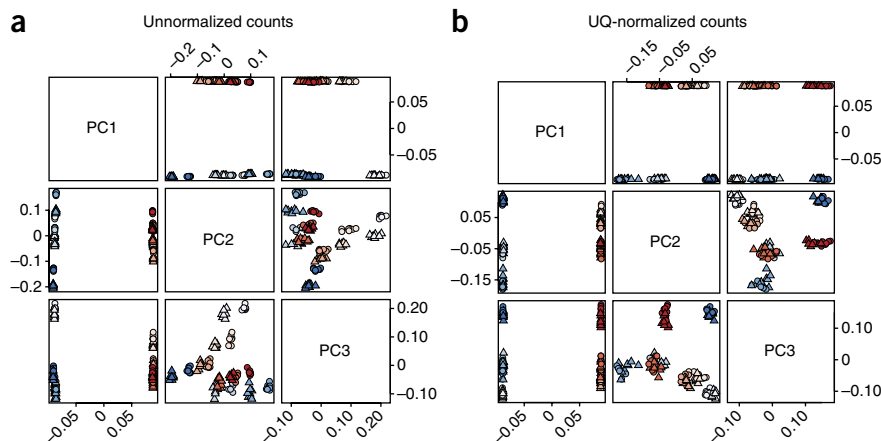 a
Unnormalized counts
−0.2 −0.1 0 0.1
PC1
0.05
0
−0.05
0.1
0
−0.1
−0.2
PC2
PC3
0.20
0.10
0
−0.10
−0.05 0 0.05
−0.10 0 0.10 0.20
b
UQ-normalized counts
−0.15 −0.05 0.05
PC1
0.05
0
−0.05
0.05
−0.05
−0.15
PC2
PC3
0.10
0
−0.10
−0.05 0 0.05
−0.10 0 0.10